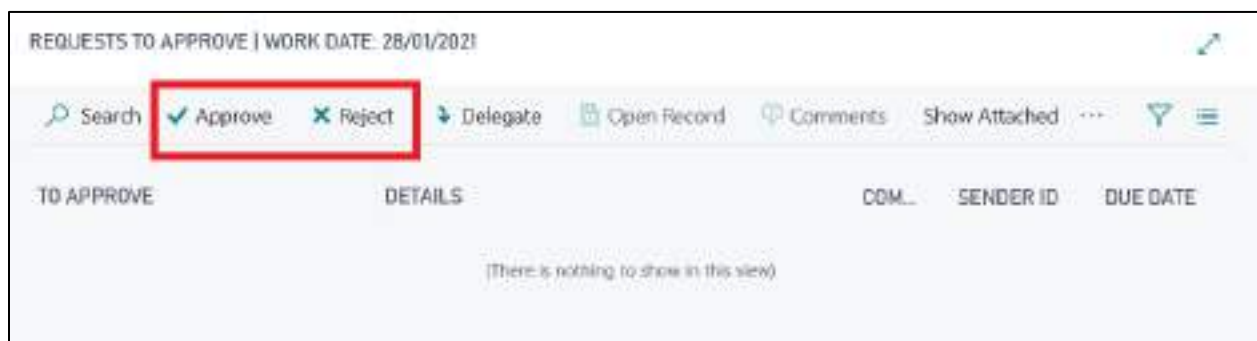 REQUESTS TO APPROVE | WORK DATE: 28/01/2021
Search Approve Reject Delegate Open Record Comments Show Attached ...
TO APPROVE DETAILS COM... SENDER ID DUE DATE
(There is nothing to show in this view)